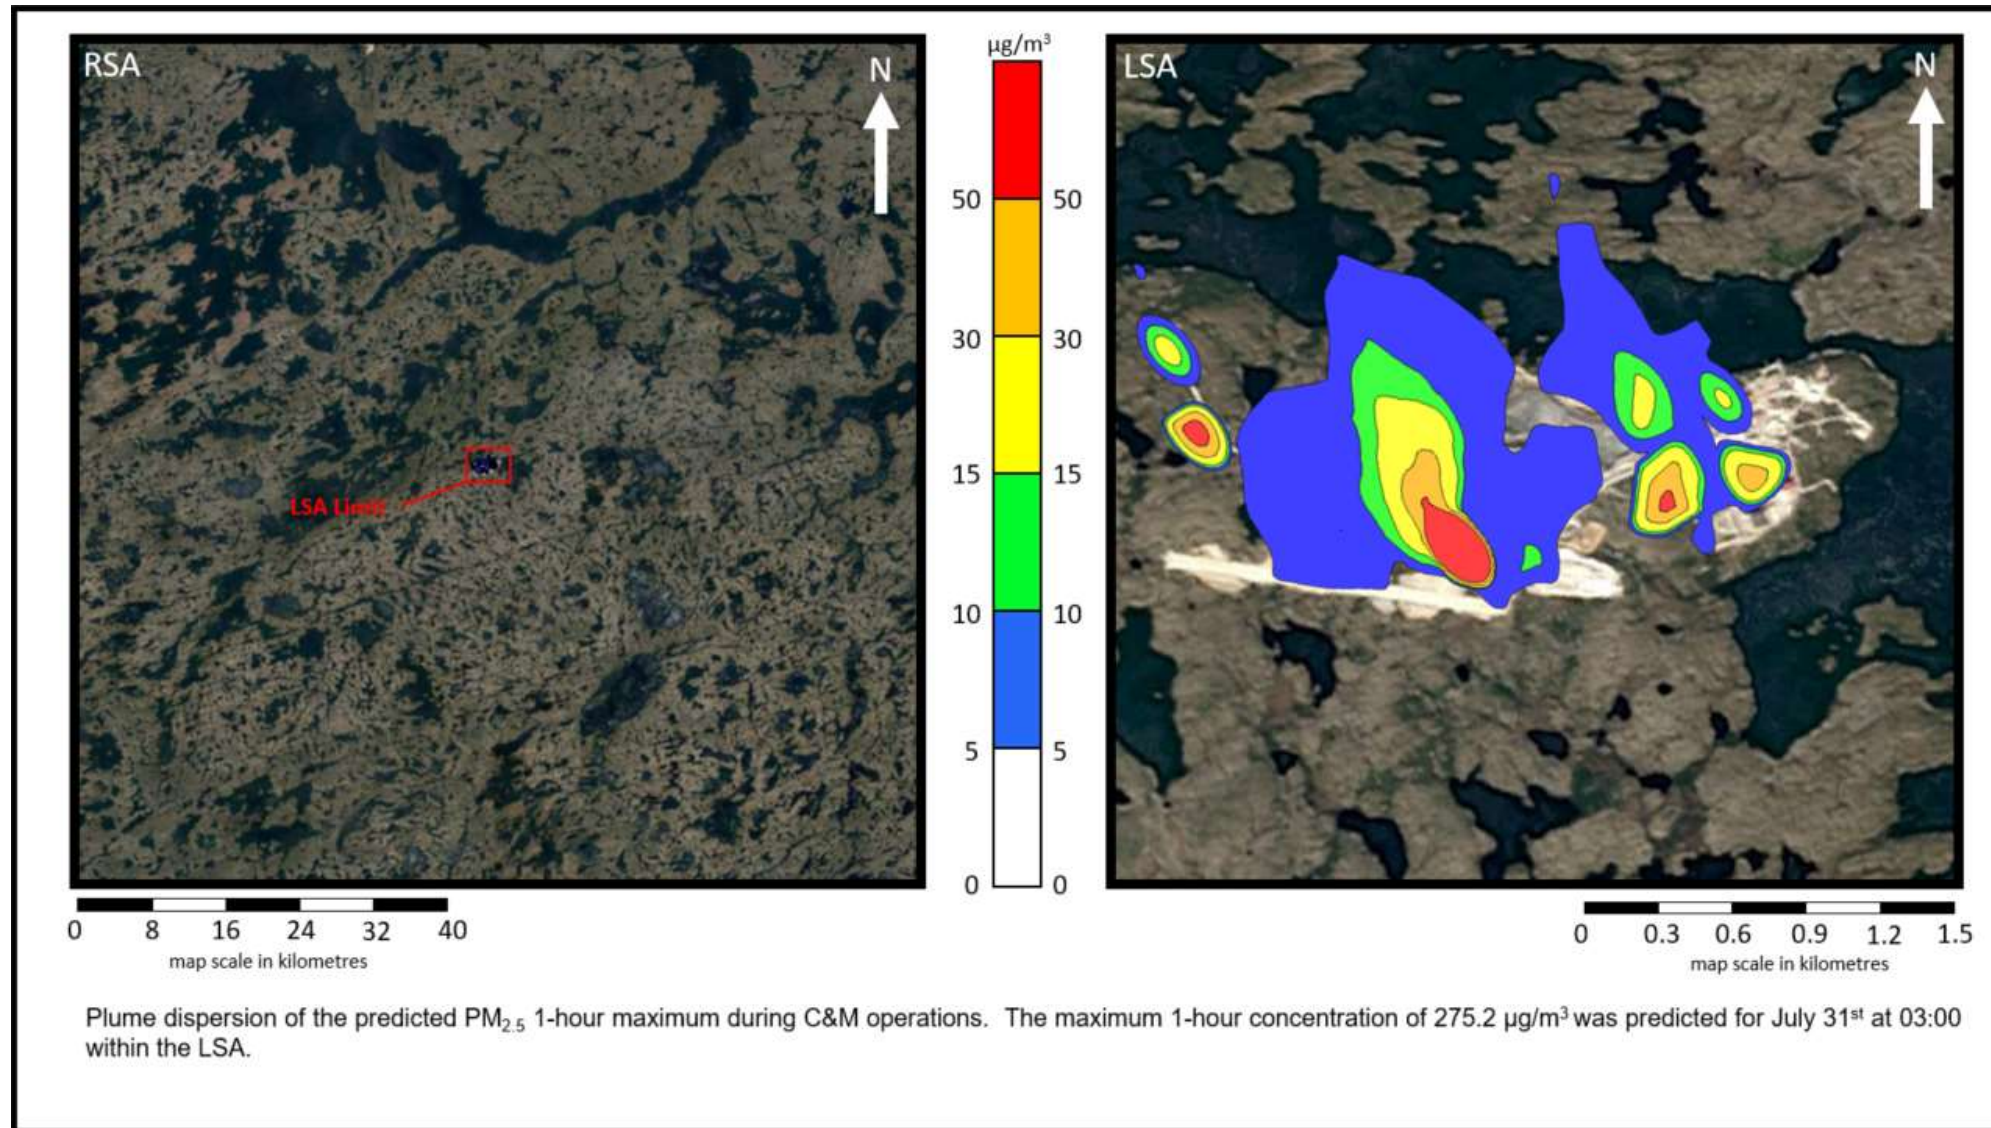 RSA
N
LSA Limit
0 8 16 24 32 40
map scale in kilometres
µg/m³
50 50
30 30
15 15
10 10
5 5
0 0
LSA
N
0 0.3 0.6 0.9 1.2 1.5
map scale in kilometres
Plume dispersion of the predicted PM2.5 1-hour maximum during C&M operations. The maximum 1-hour concentration of 275.2 µg/m³ was predicted for July 31st at 03:00
within the LSA.